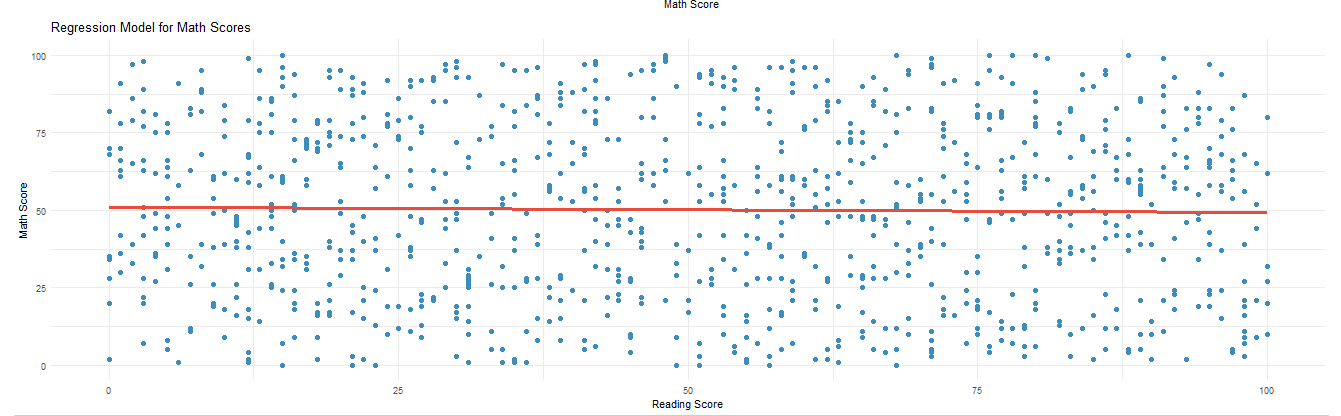 Math Score
Regression Model for Math Scores
100
75
50
25
0
Math Score
0 25 50 75 100
Reading Score